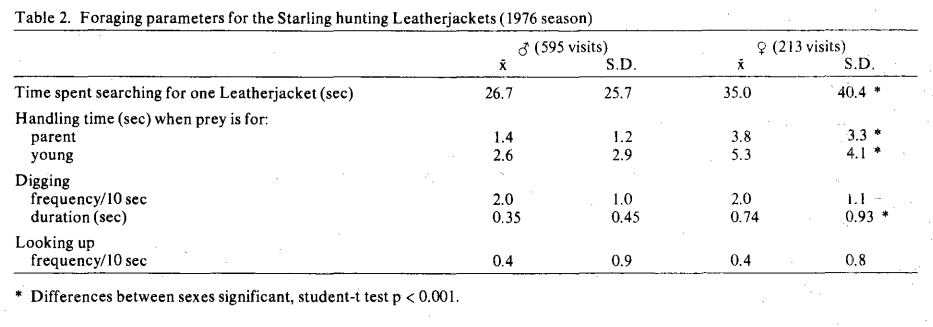 Table 2. Foraging parameters for the Starling hunting Leatherjackets (1976 season)
♂ (595 visits) ♀ (213 visits)
x̄ S.D. x̄ S.D.
Time spent searching for one Leatherjacket (sec) 26.7 25.7 35.0 40.4 *
Handling time (sec) when prey is for:
parent 1.4 1.2 3.8 3.3 *
young 2.6 2.9 5.3 4.1 *
Digging
frequency/10 sec 2.0 1.0 2.0 1.1
duration (sec) 0.35 0.45 0.74 0.93 *
Looking up
frequency/10 sec 0.4 0.9 0.4 0.8
* Differences between sexes significant, student-t test p < 0.001.